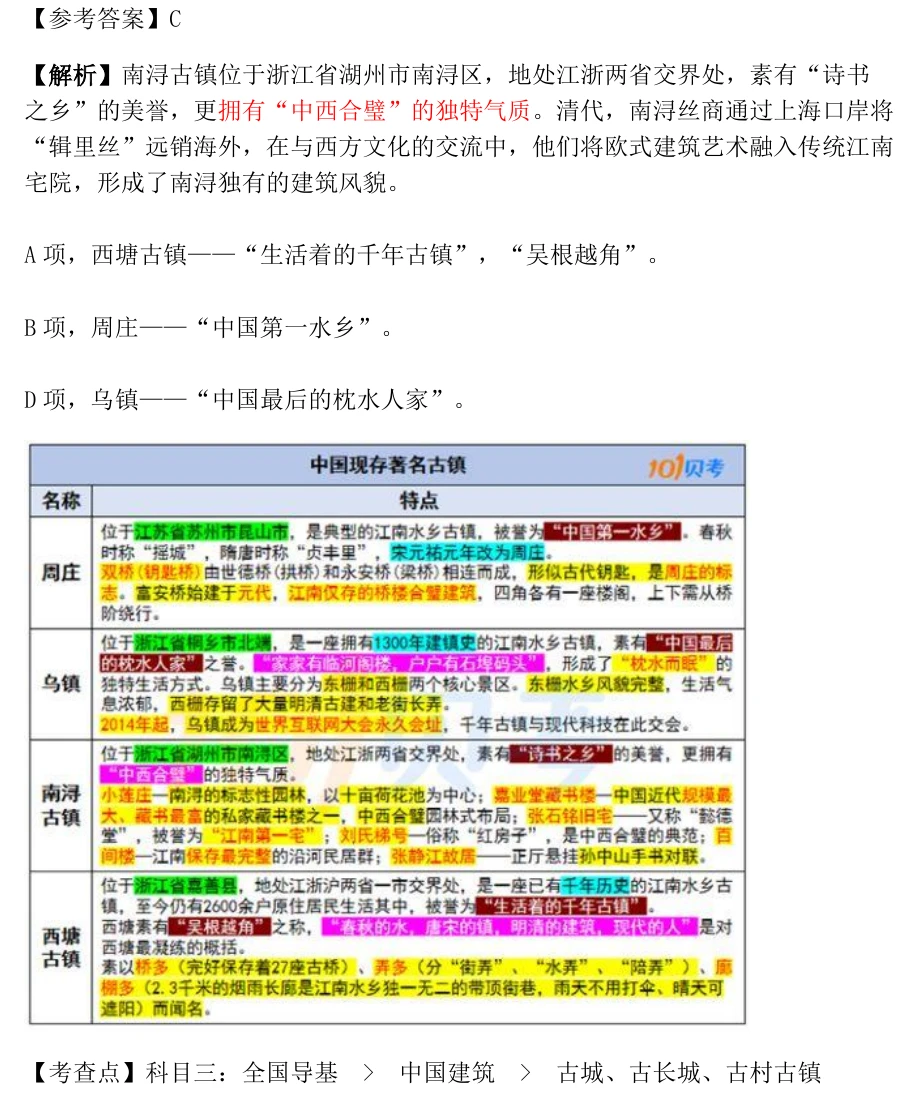 【参考答案】C
【解析】南浔古镇位于浙江省湖州市南浔区，地处江浙两省交界处，素有“诗书
之乡”的美誉，更拥有“中西合璧”的独特气质。清代，南浔丝商通过上海口岸将
“辑里丝”远销海外，在与西方文化的交流中，他们将欧式建筑艺术融入传统江南
宅院，形成了南浔独有的建筑风貌。
A 项，西塘古镇——“生活着的千年古镇”，“吴根越角”。
B 项，周庄——“中国第一水乡”。
D 项，乌镇——“中国最后的枕水人家”。
中国现存著名古镇
101贝考
名称
特点
周庄
位于江苏省苏州市昆山市，是典型的江南水乡古镇，被誉为“中国第一水乡”。春秋
时称“摇城”，隋唐时称“贞丰里”，宋元祐元年改为周庄。
双桥(钥匙桥)由世德桥(拱桥)和永安桥(梁桥)相连而成，形似古代钥匙，是周庄的标
志。富安桥始建于元代，江南仅存的桥楼合璧建筑，四角各有一座楼阁，上下需从桥
阶绕行。
乌镇
位于浙江省桐乡市北端，是一座拥有1300年建镇史的江南水乡古镇，素有“中国最后
的枕水人家”之誉。“家家有临河阁楼，户户有石埠码头”，形成了“枕水而眠”的
独特生活方式。乌镇主要分为东栅和西栅两个核心景区。东栅水乡风貌完整，生活气
息浓郁，西栅存留了大量明清古建和老街长弄。
2014年起，乌镇成为世界互联网大会永久会址，千年古镇与现代科技在此交会。
南浔
古镇
位于浙江省湖州市南浔区，地处江浙两省交界处，素有“诗书之乡”的美誉，更拥有
“中西合璧”的独特气质。
小莲庄—南浔的标志性园林，以十亩荷花池为中心；嘉业堂藏书楼—中国近代规模最
大、藏书最富的私家藏书楼之一，中西合璧园林式布局；张石铭旧宅——又称“懿德
堂”，被誉为“江南第一宅”；刘氏梯号—俗称“红房子”，是中西合璧的典范；百
间楼—江南保存最完整的沿河民居群；张静江故居——正厅悬挂孙中山手书对联。
西塘
古镇
位于浙江省嘉善县，地处江浙沪两省一市交界处，是一座已有千年历史的江南水乡古
镇，至今仍有2600余户原住居民生活其中，被誉为“生活着的千年古镇”。
西塘素有“吴根越角”之称，“春秋的水，唐宋的镇，明清的建筑，现代的人”是对
西塘最凝练的概括。
素以桥多（完好保存着27座古桥）、弄多（分“街弄”、“水弄”、“陪弄”）、廊
棚多（2.3千米的烟雨长廊是江南水乡独一无二的带顶街巷，雨天不用打伞、晴天可
遮阳）而闻名。
【考查点】科目三：全国导基 > 中国建筑 > 古城、古长城、古村古镇